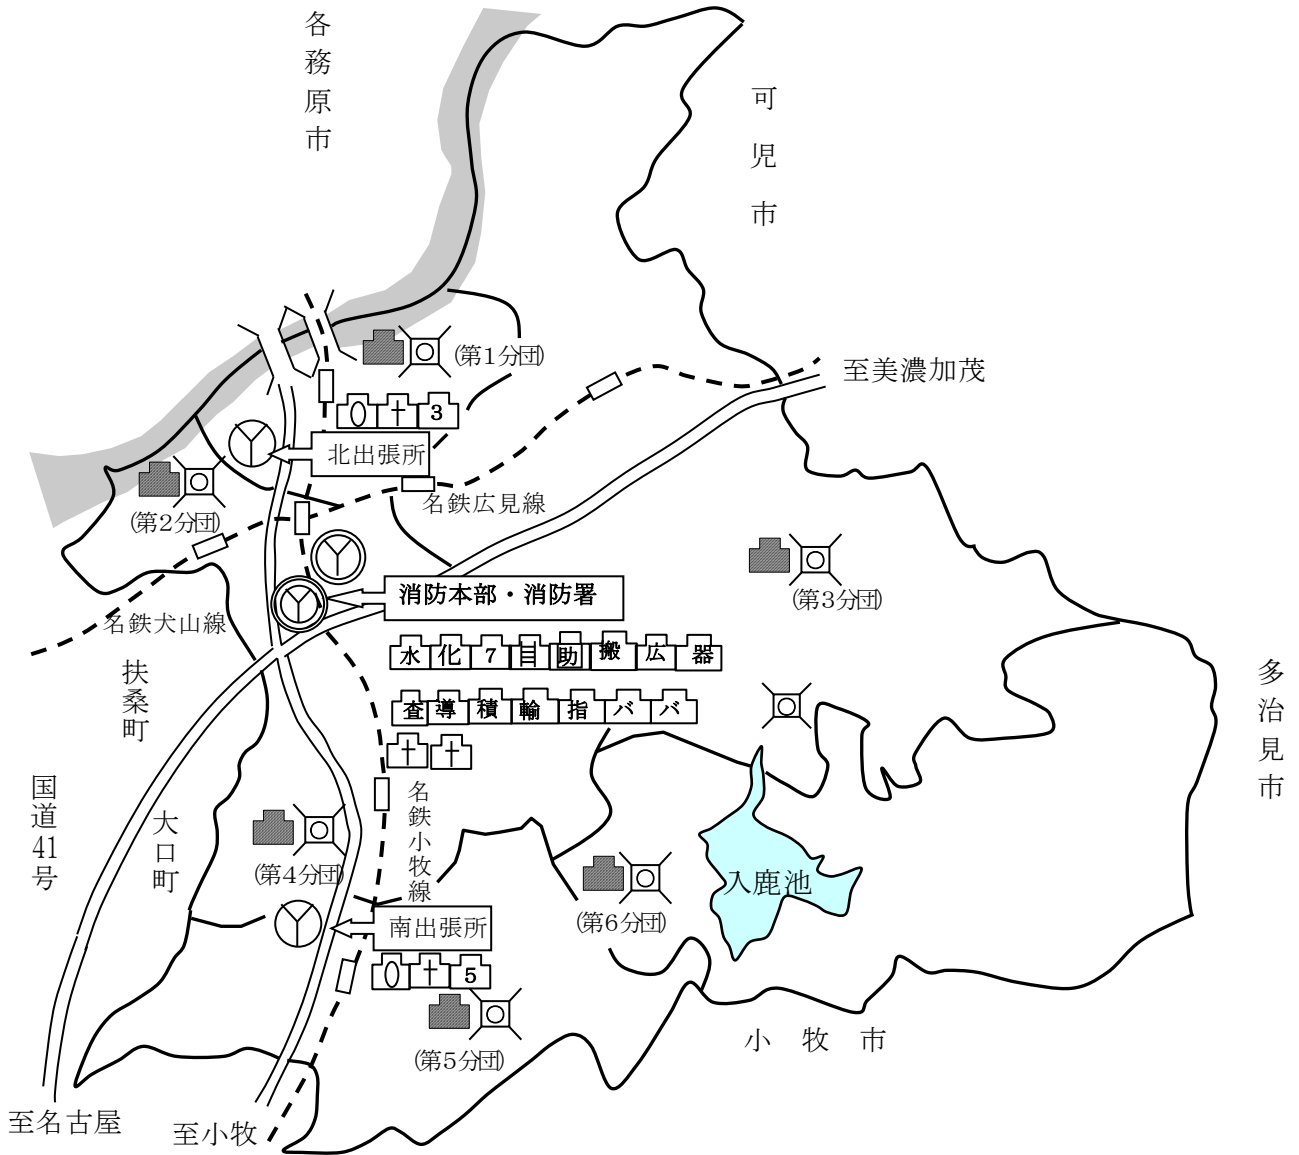 各務原市
可児市
(第1分団)
至美濃加茂
3
北出張所
名鉄広見線
(第2分団)
消防本部・消防署
(第3分団)
名鉄犬山線
水 化 7 目 助 搬 広 器
扶桑町
多治見市
査 導 積 輸 指 バ バ
国道41号
大口町
名鉄小牧線
(第4分団)
入鹿池
(第6分団)
南出張所
5
(第5分団)
小牧市
至名古屋
至小牧